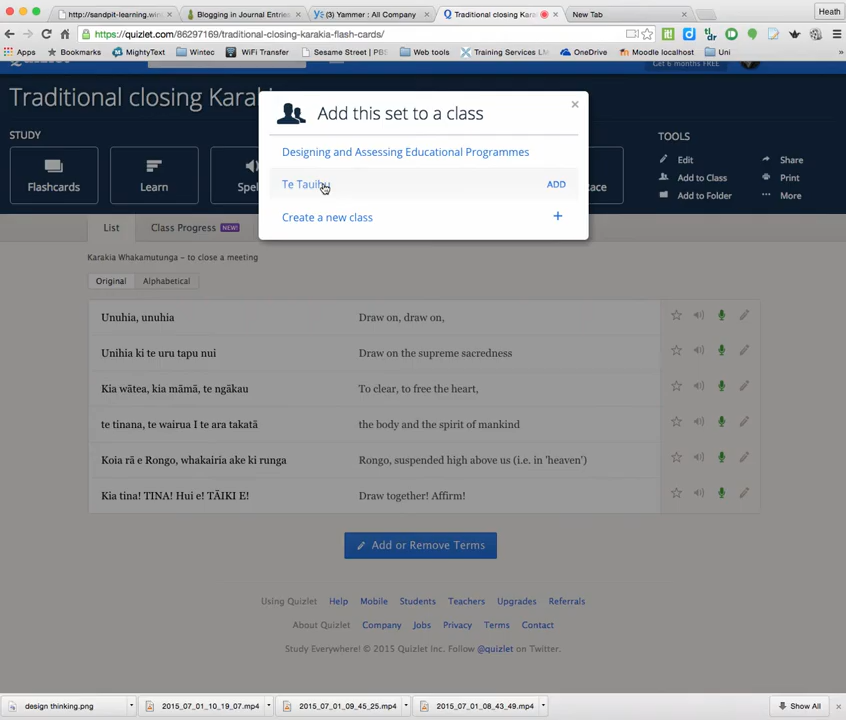 http://sandpit-learning.win
Blogging in Journal Entries
(3) Yammer : All Company
Traditional closing Kara
New Tab
Heath
https://quizlet.com/86297169/traditional-closing-karakia-flash-cards/
Apps
Bookmarks
MightyText
Wintec
WiFi Transfer
Sesame Street | PBS
Web tools
Training Services LM
OneDrive
Moodle localhost
Uni
Get 6 months FREE
Traditional closing Karaki
STUDY
Flashcards
Learn
Spel
ace
TOOLS
Edit
Share
Add to Class
Print
Add to Folder
More
Add this set to a class
×
Designing and Assessing Educational Programmes
Te Tauihu
ADD
Create a new class
+
List
Class Progress NEW!
Karakia Whakamutunga - to close a meeting
Original
Alphabetical
Unuhia, unuhia
Draw on, draw on,
Unihia ki te uru tapu nui
Draw on the supreme sacredness
Kia wātea, kia māmā, te ngākau
To clear, to free the heart,
te tinana, te wairua I te ara takatā
the body and the spirit of mankind
Koia rā e Rongo, whakairia ake ki runga
Rongo, suspended high above us (i.e. in 'heaven')
Kia tina! TINA! Hui e! TĀIKI E!
Draw together! Affirm!
Add or Remove Terms
Using Quizlet Help Mobile Students Teachers Upgrades Referrals
About Quizlet Company Jobs Privacy Terms Contact
Study Everywhere! © 2015 Quizlet Inc. Follow @quizlet on Twitter.
design thinking.png
2015_07_01_10_19_07.mp4
2015_07_01_09_45_25.mp4
2015_07_01_08_43_49.mp4
Show All